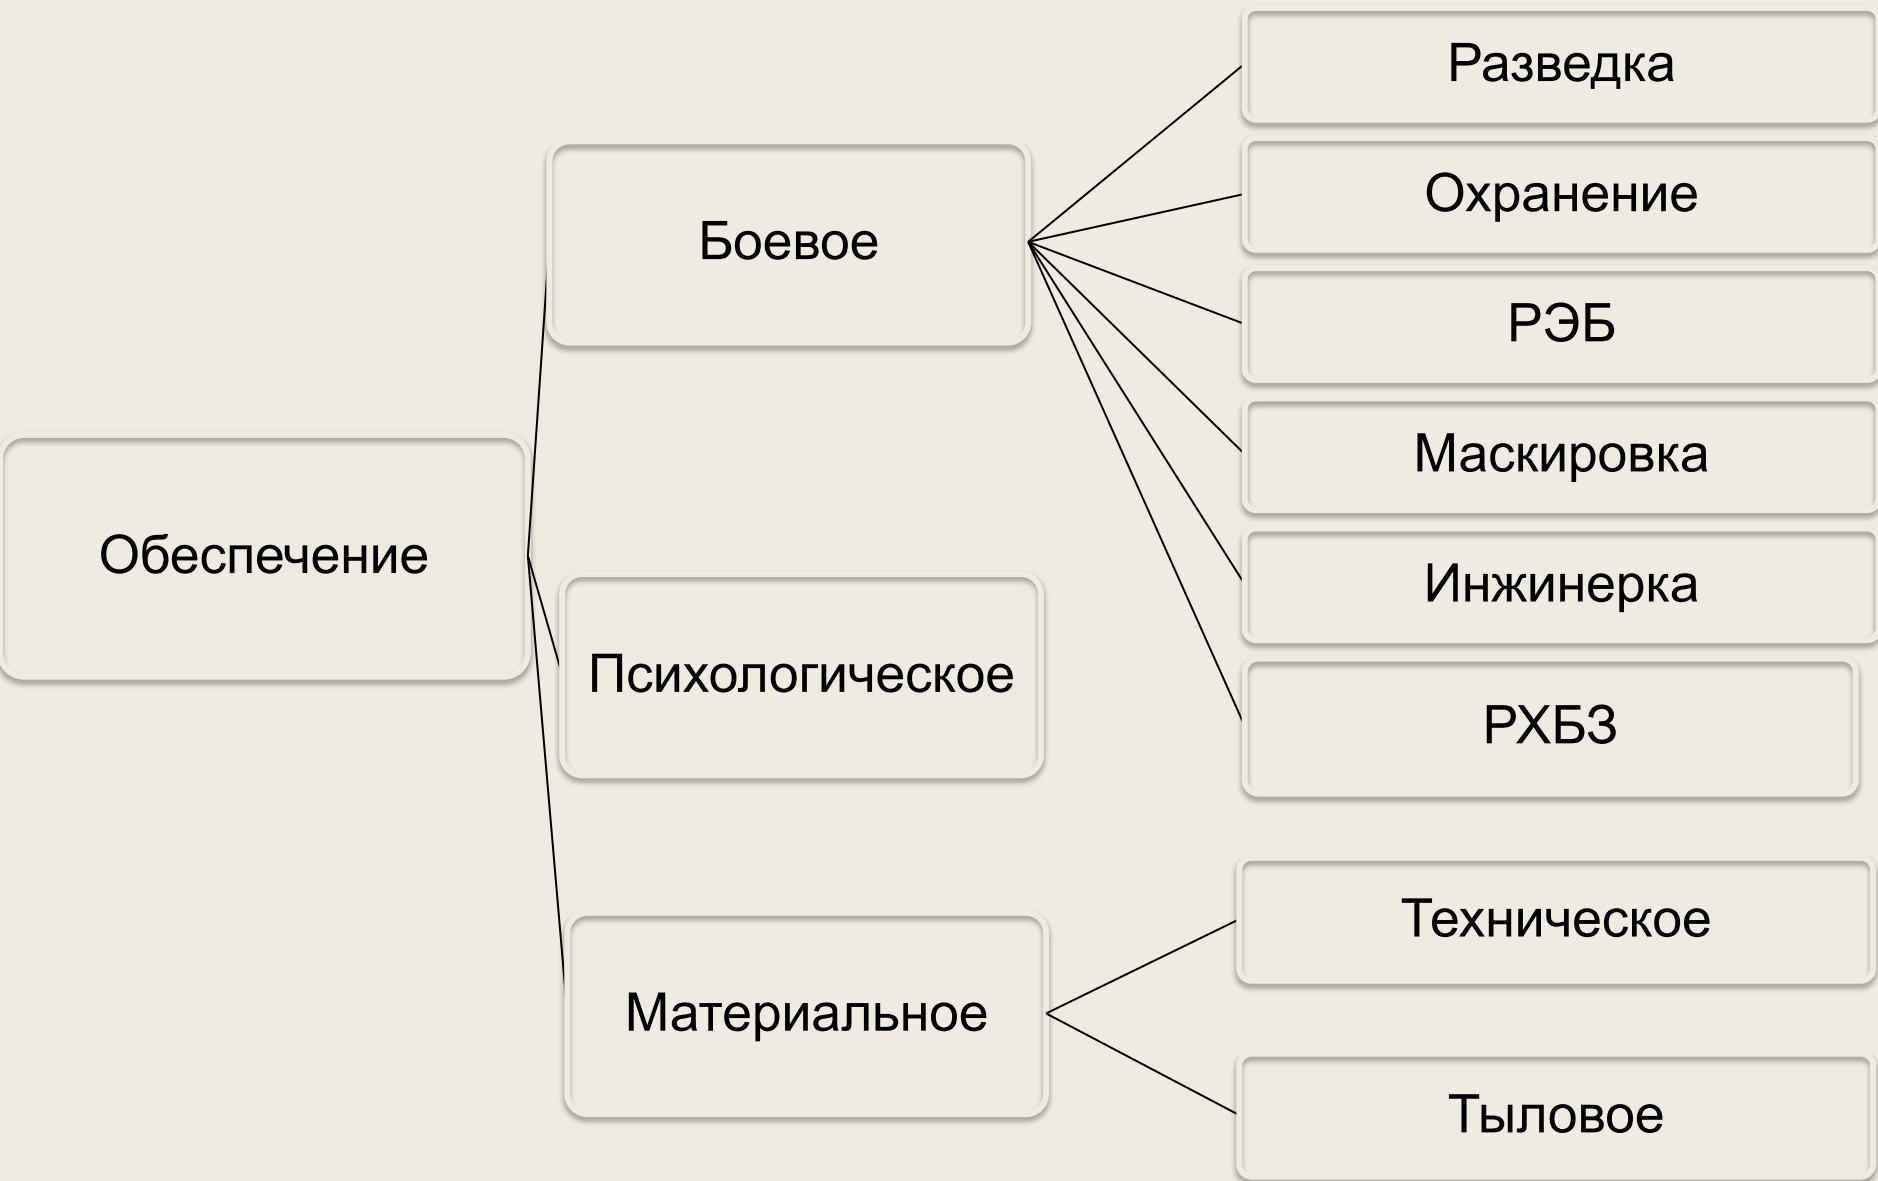 Обеспечение
Боевое
Разведка
Охранение
РЭБ
Маскировка
Инжинерка
РХБЗ
Психологическое
Материальное
Техническое
Тыловое